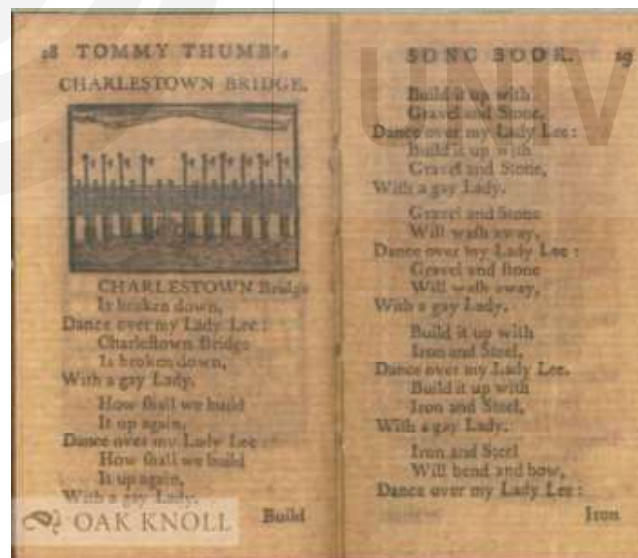 28 TOMMY THUMB's
CHARLESTOWN BRIDGE.
CHARLESTOWN Bridge
Is broken down,
Dance over my Lady Lee:
Charleſtown Bridge
Is broken down,
With a gay Lady.
How ſhall we build
It up again,
Dance over my Lady Lee:
How ſhall we build
It up again,
With a gay Lady.
Build
SONG BOOK. 29
Build it up with
Gravel and Stone,
Dance over my Lady Lee:
Build it up with
Gravel and Stone,
With a gay Lady.
Gravel and Stone
Will waſh away,
Dance over my Lady Lee:
Gravel and ſtone
Will waſh away,
With a gay Lady.
Build it up with
Iron and Steel,
Dance over my Lady Lee.
Build it up with
Iron and Steel,
With a gay Lady.
Iron and Steel
Will bend and bow,
Dance over my Lady Lee:
Iron
OAK KNOLL
UNIV